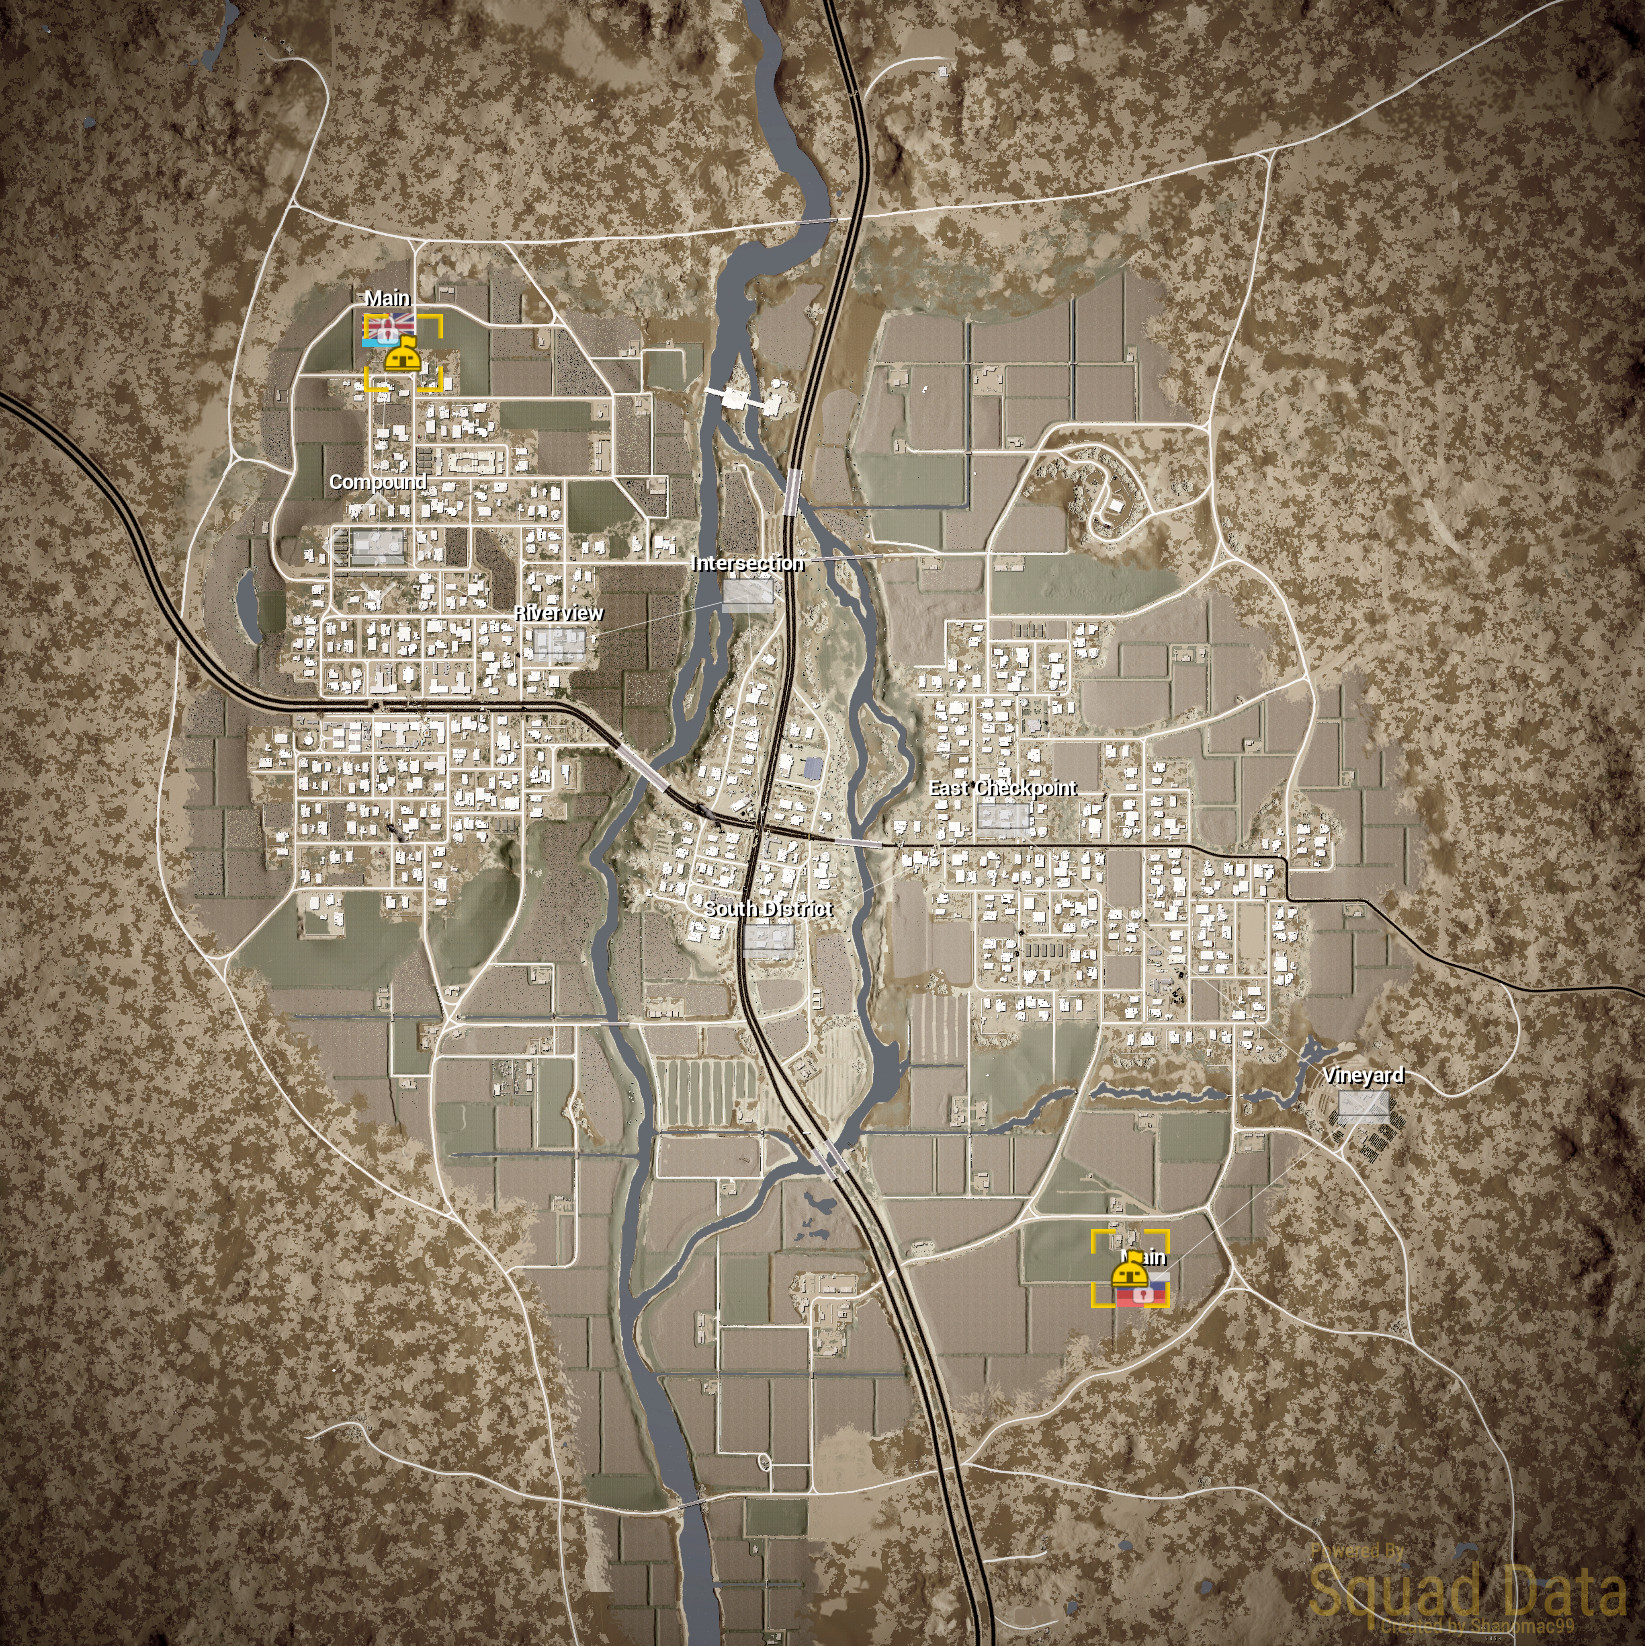 Main
Compound
Intersection
Riverview
East Checkpoint
South District
Vineyard
Main
Powered By
Squad Data
Created by Shanomac99